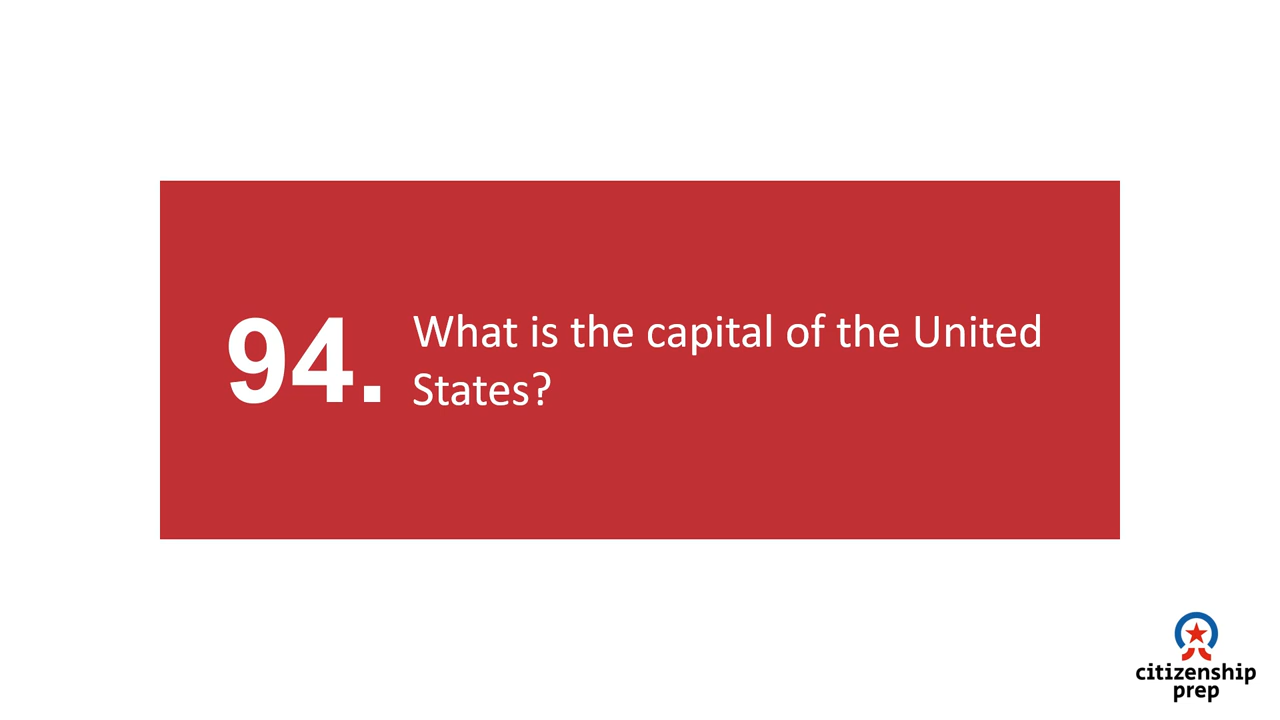 94.
What is the capital of the United
States?
citizenship
prep